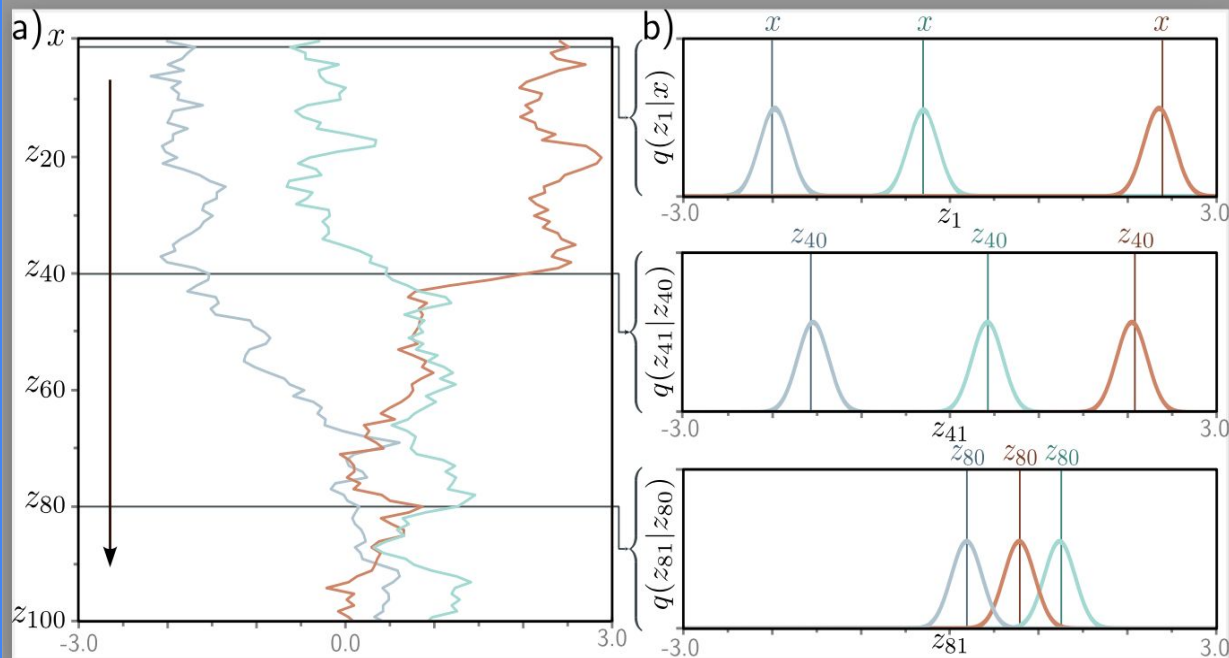 a)
x
z20
z40
z60
z80
z100
-3.0 0.0 3.0
b)
x x x
q(z1|x)
-3.0 z1 3.0
z40 z40 z40
q(z41|z40)
-3.0 z41 3.0
z80 z80 z80
q(z81|z80)
-3.0 z81 3.0